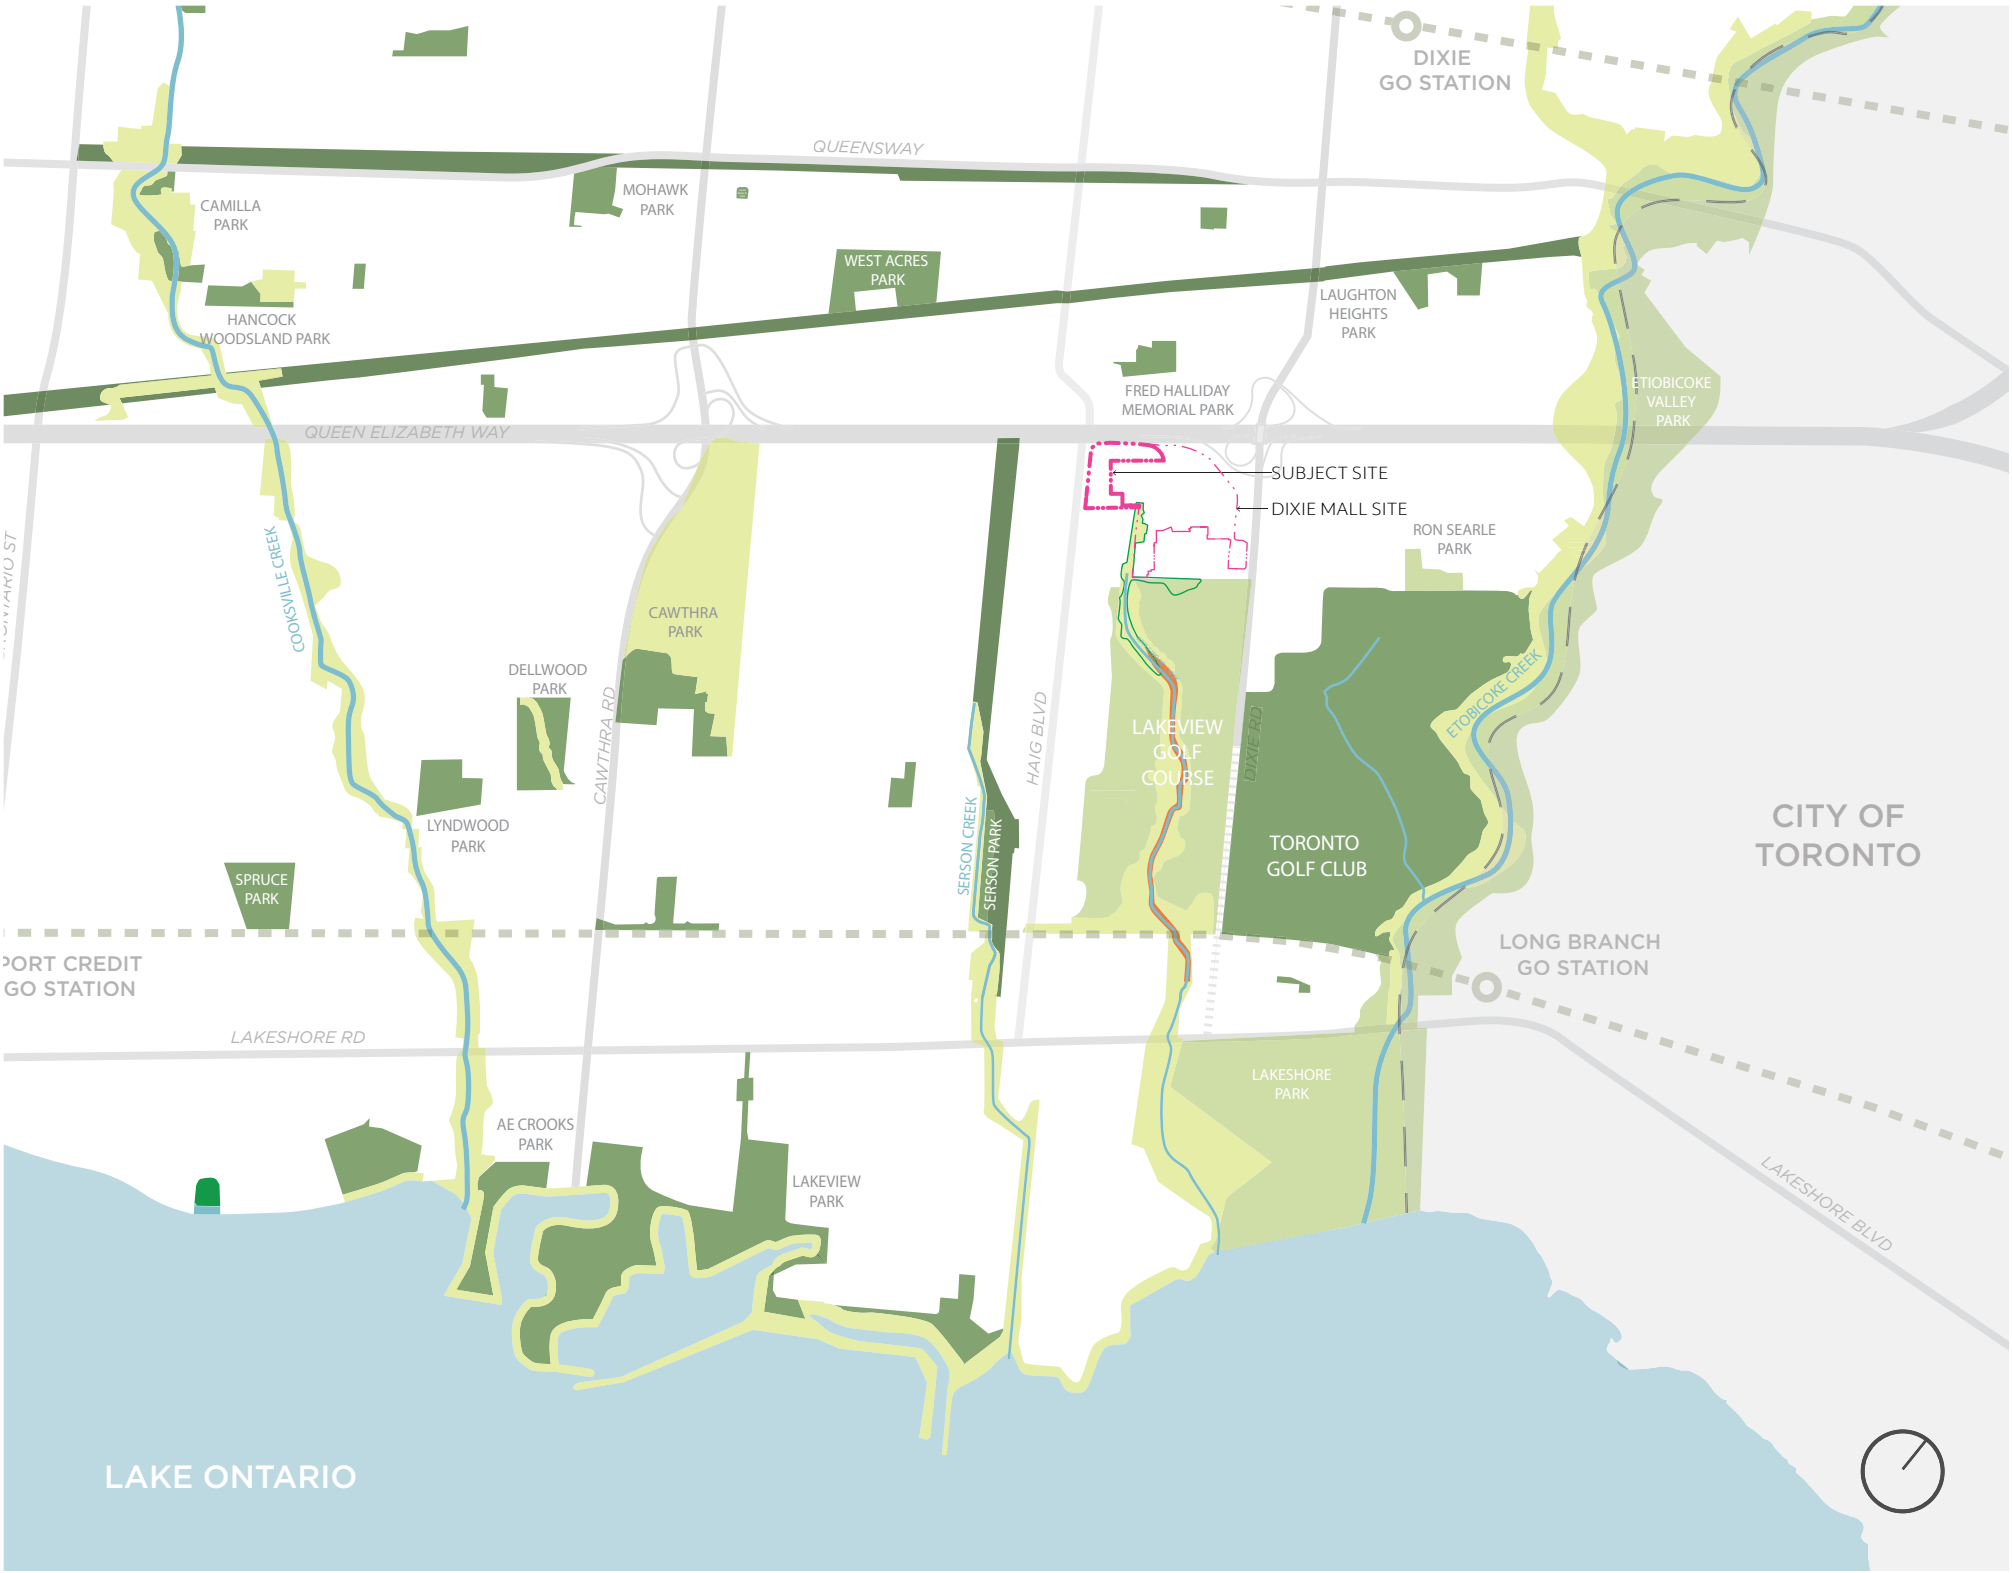 DIXIE
GO STATION
QUEENSWAY
MOHAWK
PARK
CAMILLA
PARK
WEST ACRES
PARK
LAUGHTON
HEIGHTS
PARK
HANCOCK
WOODSLAND PARK
FRED HALLIDAY
MEMORIAL PARK
ETIOBICOKE
VALLEY
PARK
QUEEN ELIZABETH WAY
SUBJECT SITE
DIXIE MALL SITE
RON SEARLE
PARK
COOKSVILLE CREEK
CAWTHRA
PARK
DELLWOOD
PARK
CAWTHRA RD
HAIG BLVD
LAKEVIEW
GOLF
COURSE
DIXIE RD
ETOBICOKE CREEK
CITY OF
TORONTO
LYNDWOOD
PARK
SERSON CREEK
SERSON PARK
TORONTO
GOLF CLUB
SPRUCE
PARK
PORT CREDIT
GO STATION
LONG BRANCH
GO STATION
LAKESHORE RD
LAKESHORE
PARK
AE CROOKS
PARK
LAKEVIEW
PARK
LAKESHORE BLVD
LAKE ONTARIO